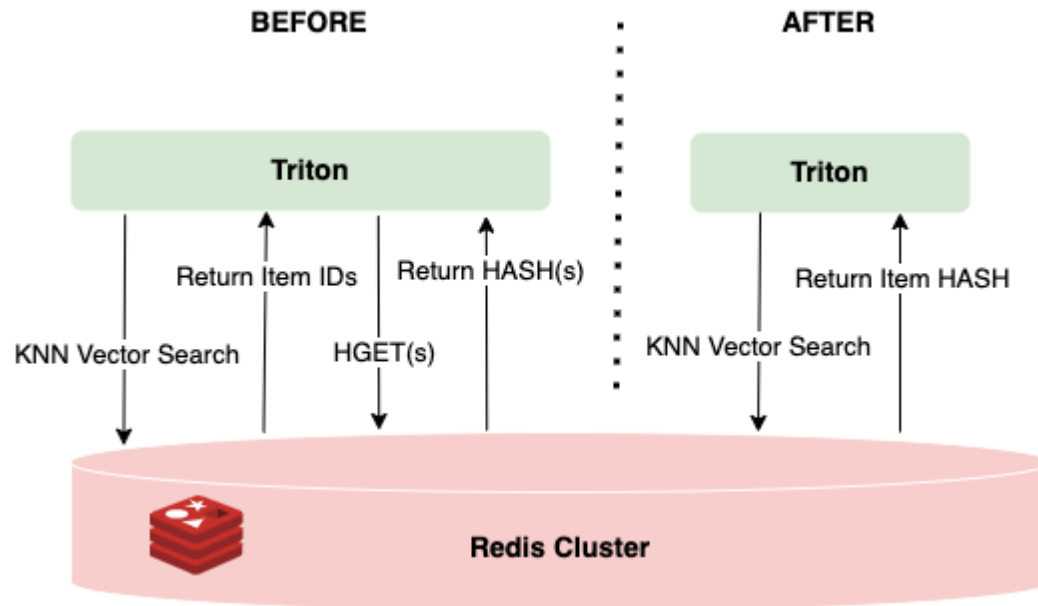 BEFORE
AFTER
Triton
Triton
Return Item IDs
Return HASH(s)
Return Item HASH
KNN Vector Search
HGET(s)
KNN Vector Search
Redis Cluster